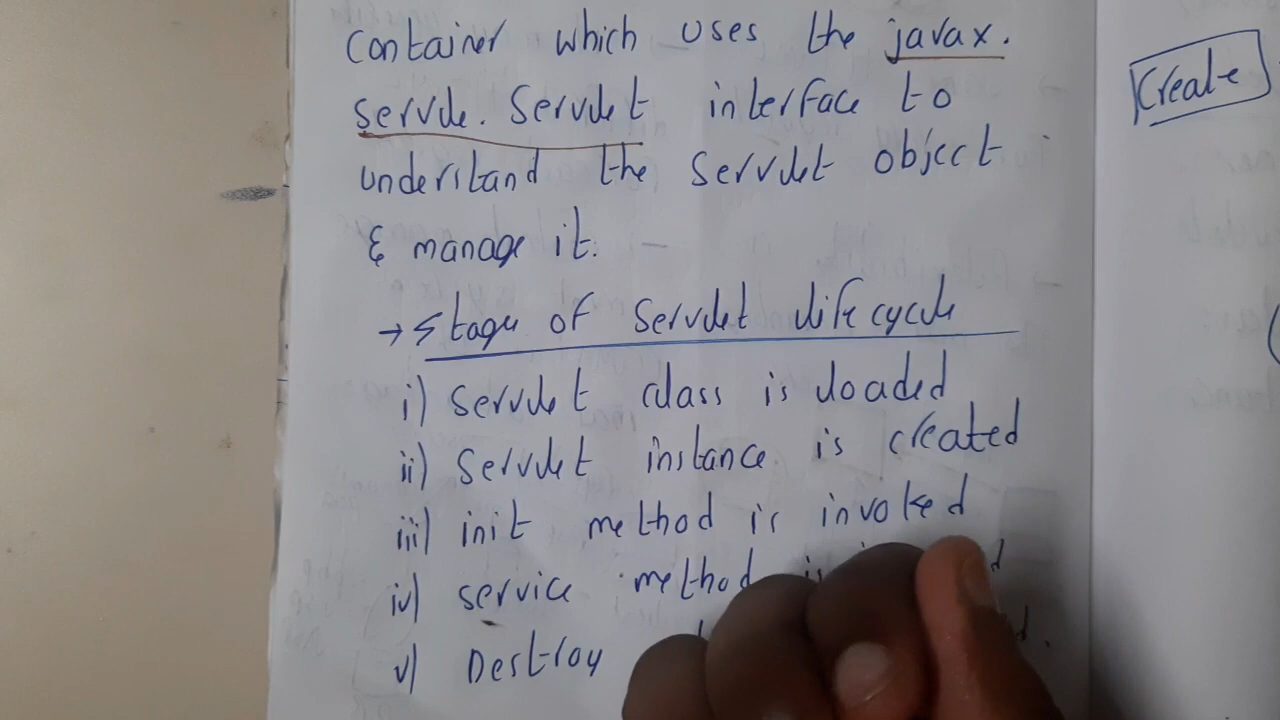 container which uses the javax.
servle. Servlet interface to
understand the servlet object
& manage it.
→ Stage of servlet life cycle
i) Servlet class is loaded
ii) Servlet instance is created
iii) init method is invoked
iv) service method is
v) Destroy
Create